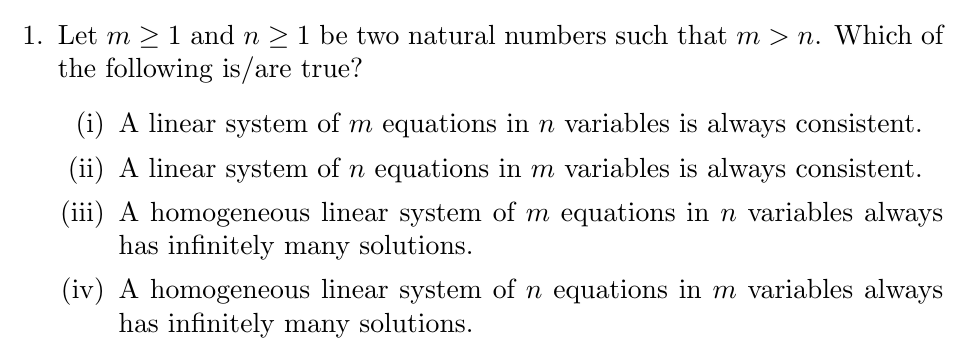 1. Let m ≥ 1 and n ≥ 1 be two natural numbers such that m > n. Which of
the following is/are true?
(i) A linear system of m equations in n variables is always consistent.
(ii) A linear system of n equations in m variables is always consistent.
(iii) A homogeneous linear system of m equations in n variables always
has infinitely many solutions.
(iv) A homogeneous linear system of n equations in m variables always
has infinitely many solutions.